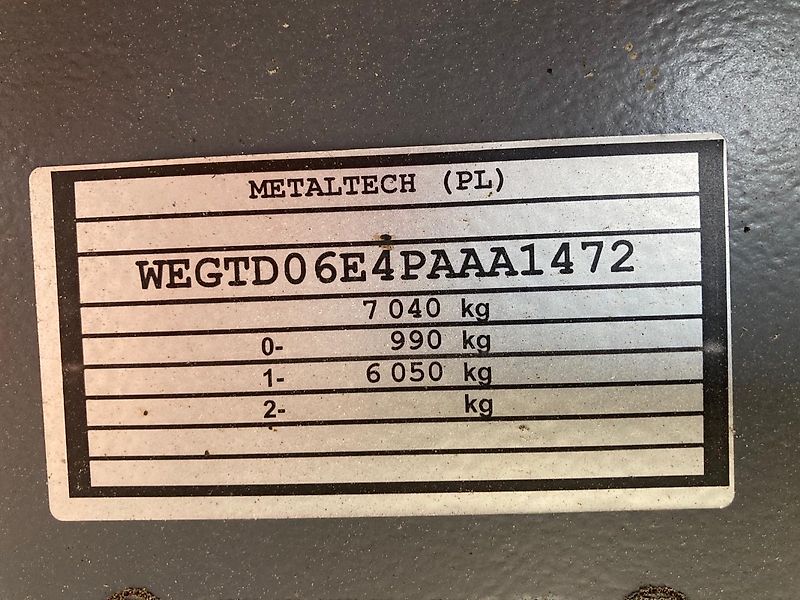 METALTECH (PL)
WEGTD06E4PAAA1472
7 040 kg
0- 990 kg
1- 6 050 kg
2- kg